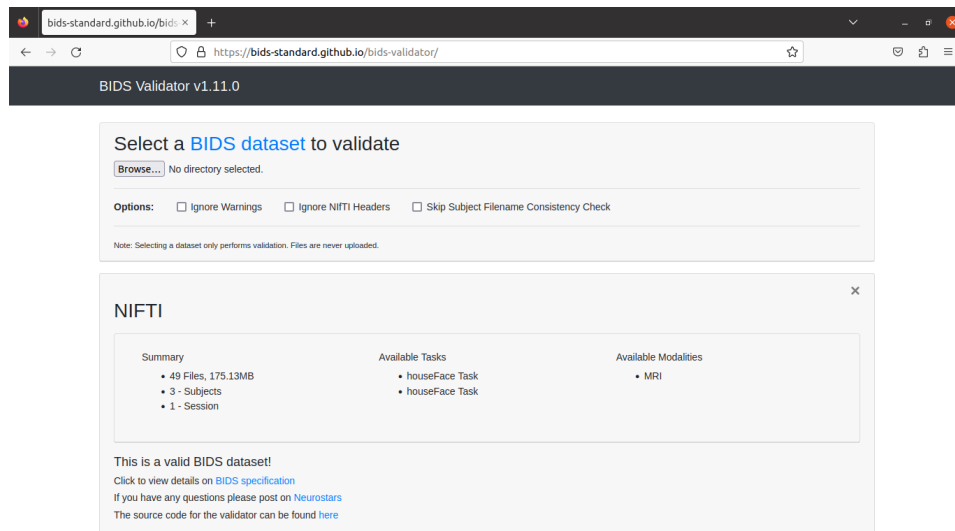 bids-standard.github.io/bids
https://bids-standard.github.io/bids-validator/
BIDS Validator v1.11.0
Select a BIDS dataset to validate
Browse... No directory selected.
Options: Ignore Warnings Ignore NIfTI Headers Skip Subject Filename Consistency Check
Note: Selecting a dataset only performs validation. Files are never uploaded.
NIFTI
Summary Available Tasks Available Modalities
• 49 Files, 175.13MB • houseFace Task • MRI
• 3 - Subjects • houseFace Task
• 1 - Session
This is a valid BIDS dataset!
Click to view details on BIDS specification
If you have any questions please post on Neurostars
The source code for the validator can be found here